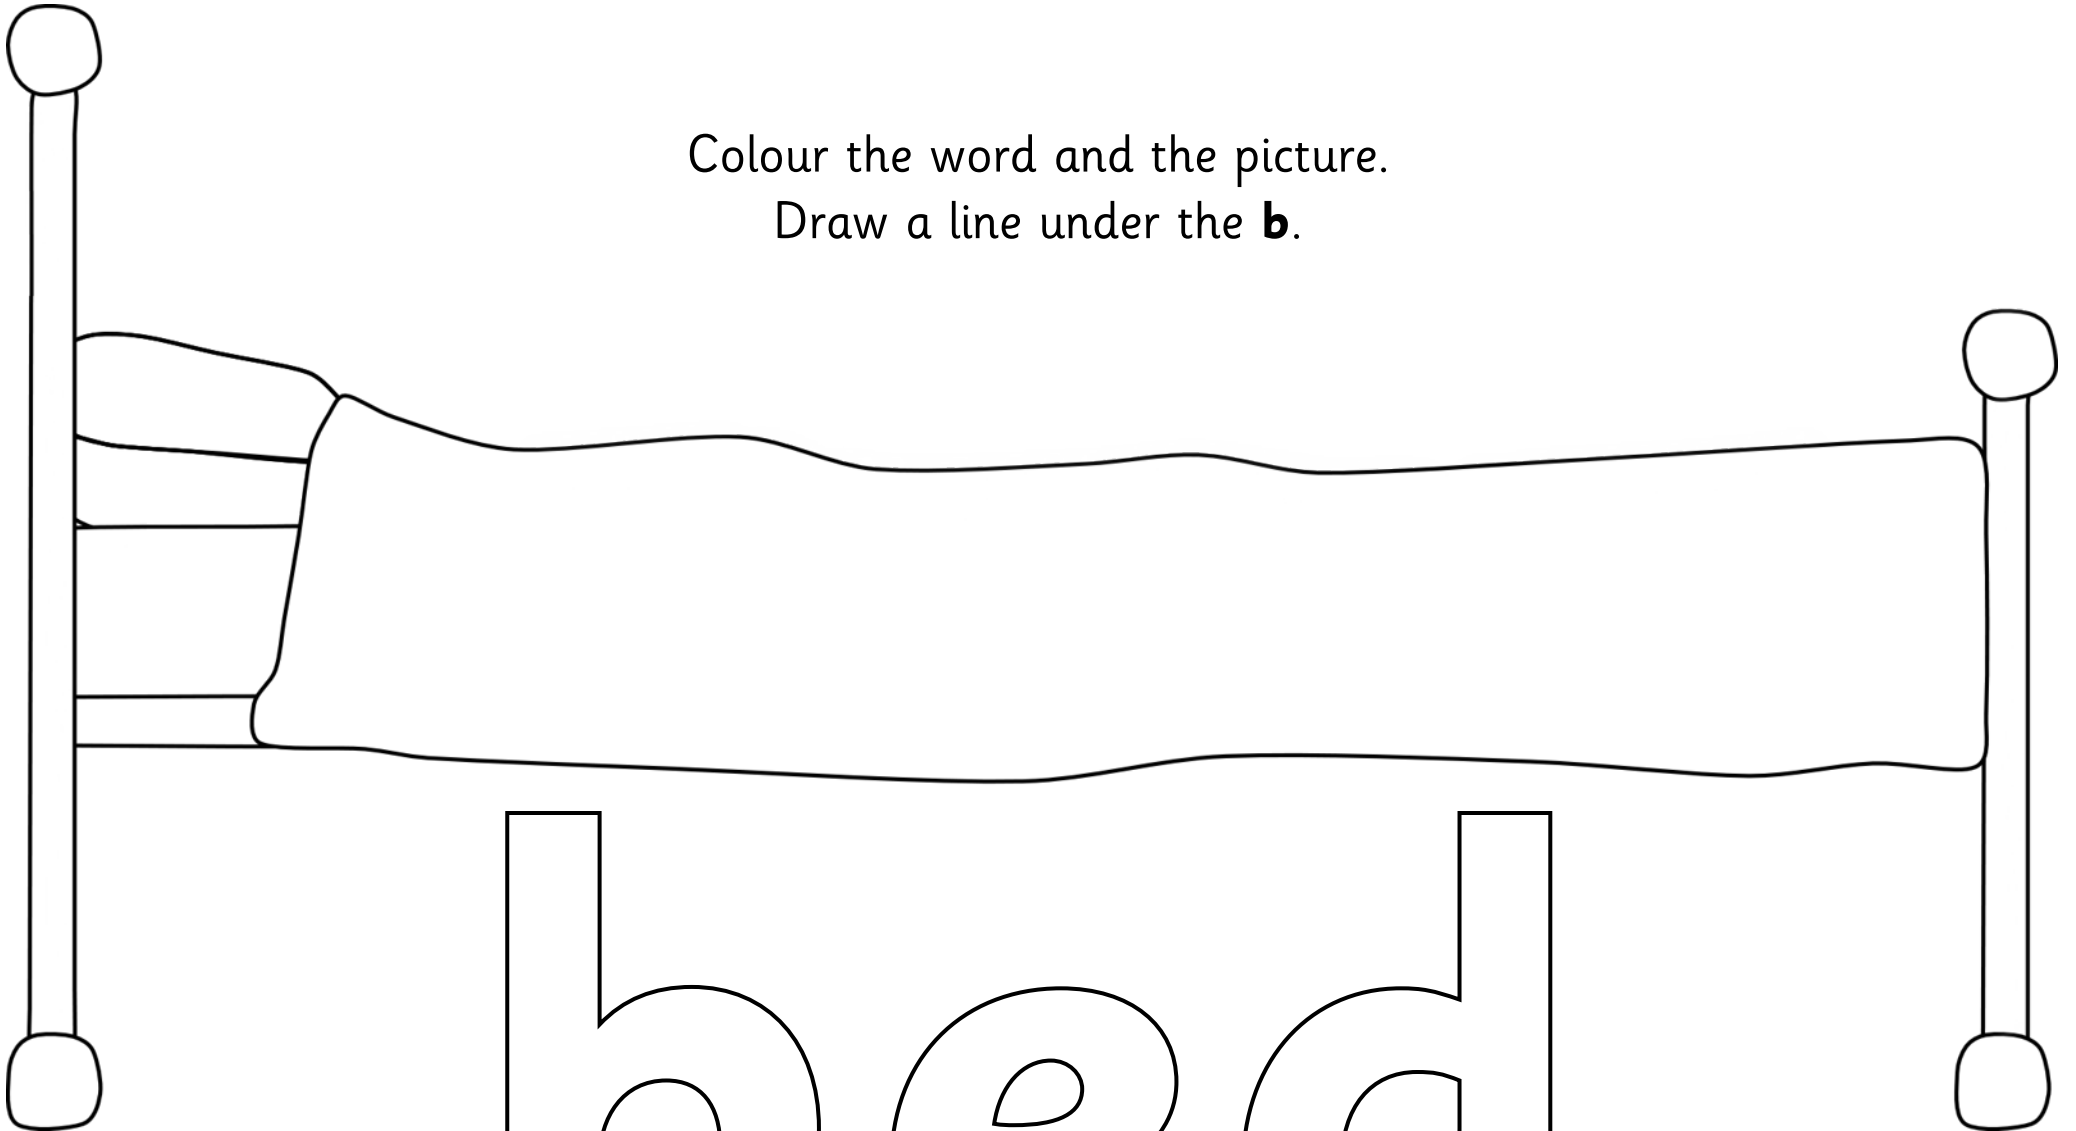 Colour the word and the picture.
Draw a line under the b.
bed